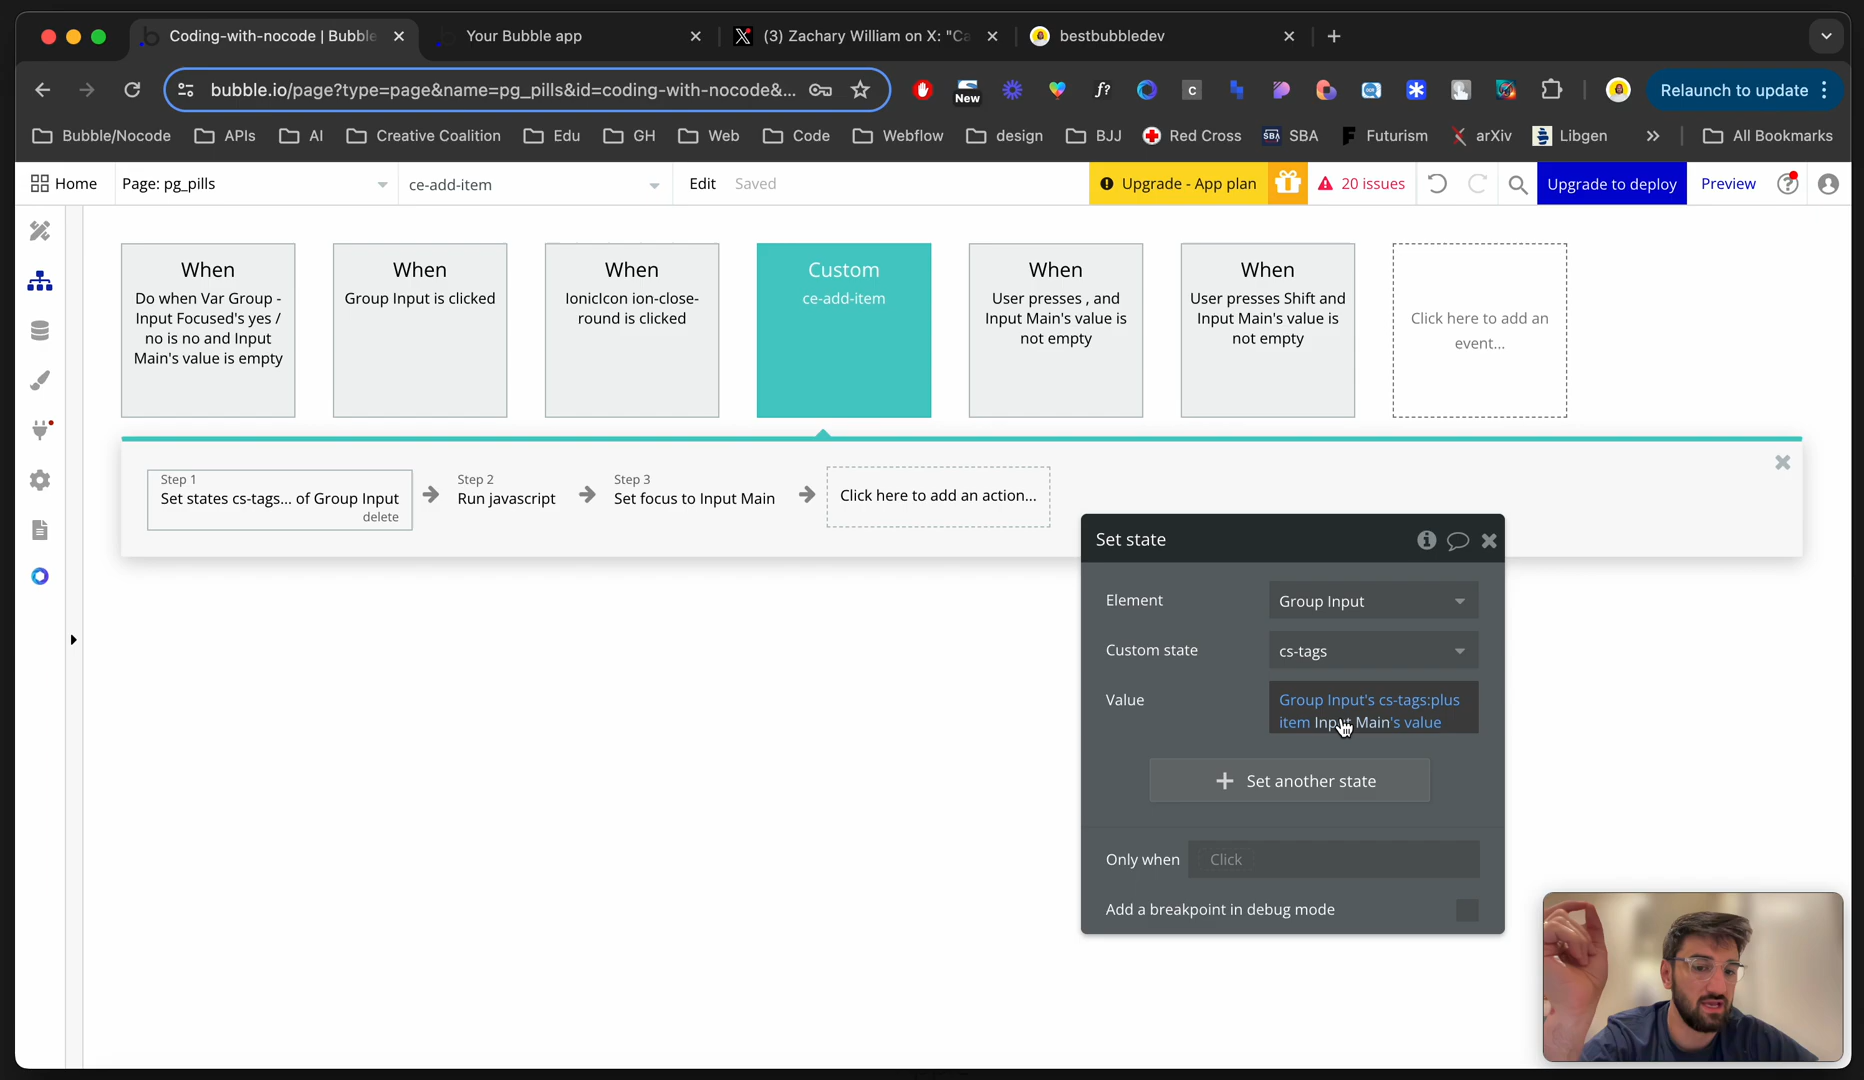 Coding-with-nocode | Bubble
Your Bubble app
(3) Zachary William on X: "Ca
bestbubbledev
bubble.io/page?type=page&name=pg_pills&id=coding-with-nocode&...
New
f?
C
Relaunch to update
Bubble/Nocode
APIs
AI
Creative Coalition
Edu
GH
Web
Code
Webflow
design
BJJ
Red Cross
SBA
SBA
Futurism
arXiv
Libgen
All Bookmarks
Home
Page: pg_pills
ce-add-item
Edit
Saved
Upgrade - App plan
20 issues
Upgrade to deploy
Preview
When
Do when Var Group -
Input Focused's yes /
no is no and Input
Main's value is empty
When
Group Input is clicked
When
IonicIcon ion-close-
round is clicked
Custom
ce-add-item
When
User presses , and
Input Main's value is
not empty
When
User presses Shift and
Input Main's value is
not empty
Click here to add an
event...
Step 1
Set states cs-tags... of Group Input
delete
Step 2
Run javascript
Step 3
Set focus to Input Main
Click here to add an action...
Set state
Element
Group Input
Custom state
cs-tags
Value
Group Input's cs-tags:plus
item Input Main's value
Set another state
Only when
Click
Add a breakpoint in debug mode